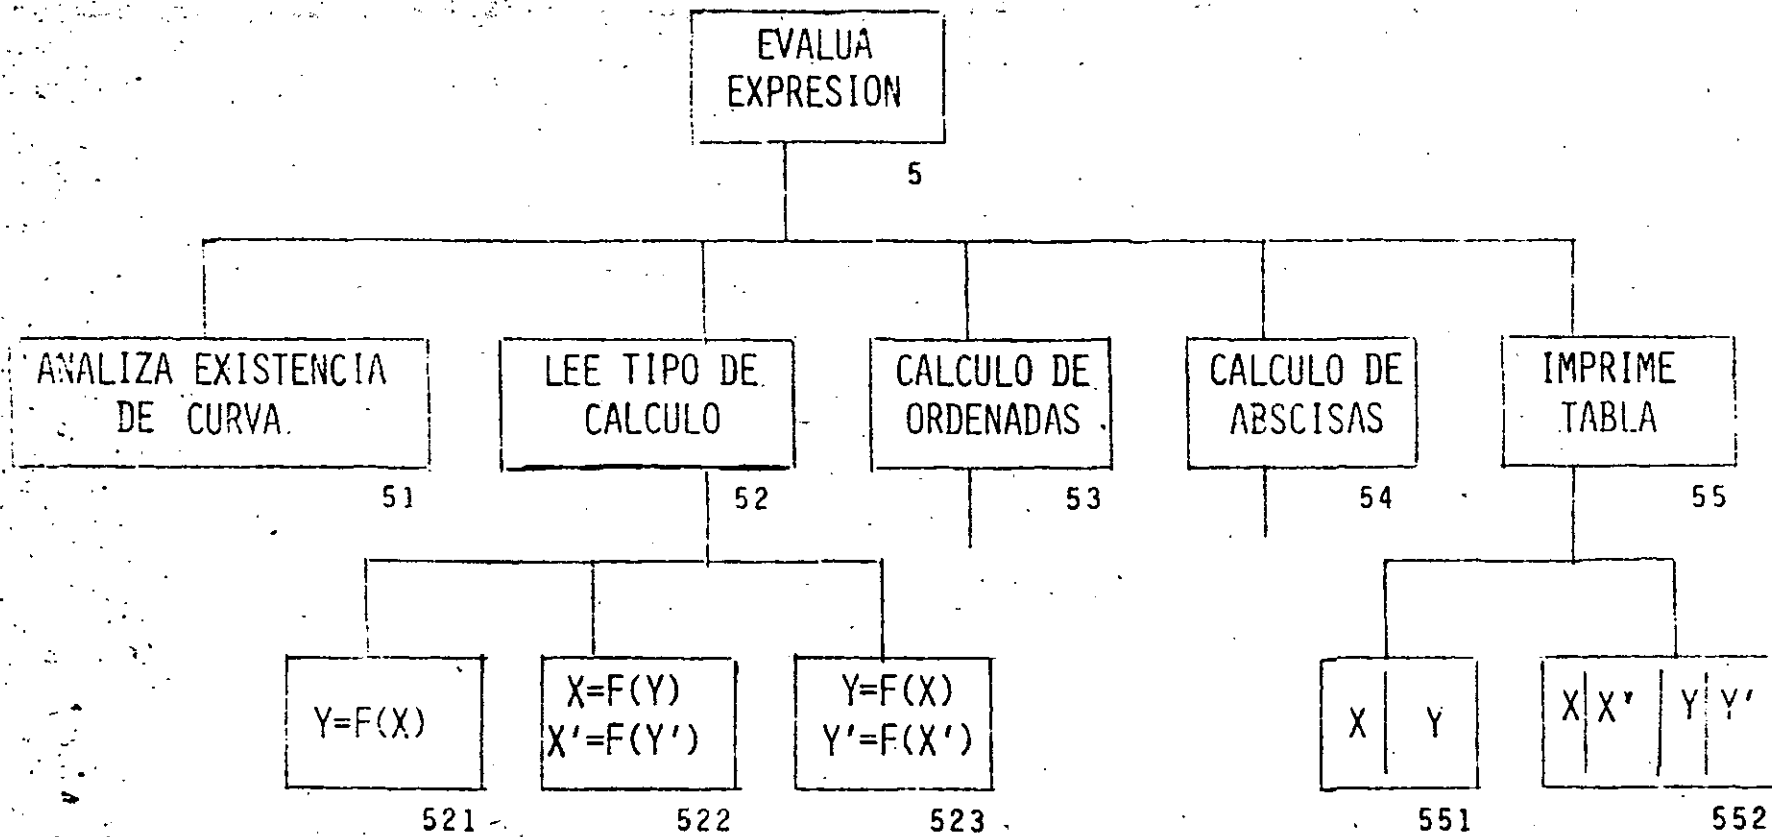 EVALUA
EXPRESION
5
ANALIZA EXISTENCIA
DE CURVA.
51
LEE TIPO DE
CALCULO
52
CALCULO DE
ORDENADAS
53
CALCULO DE
ABSCISAS
54
IMPRIME
TABLA
55
Y=F(X)
521
X=F(Y)
X'=F(Y')
522
Y=F(X)
Y'=F(X')
523
X Y
551
X X' Y Y'
552